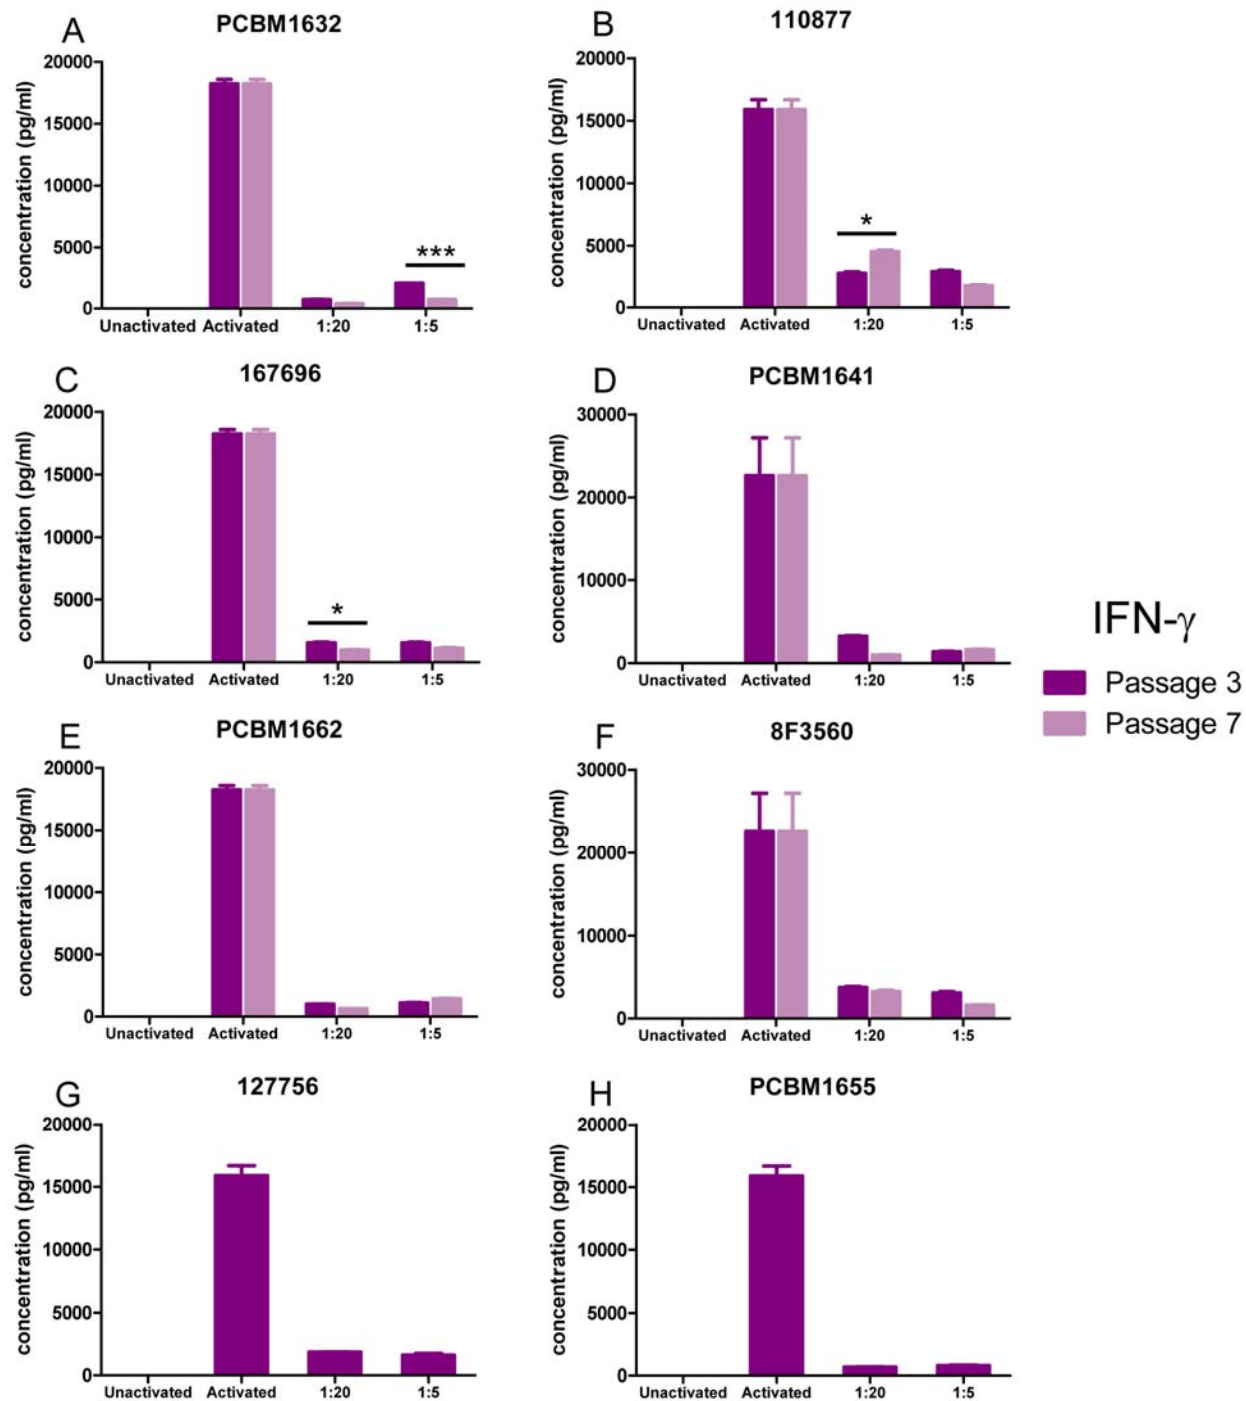 A
PCBM1632
concentration (pg/ml)
20000
15000
10000
5000
0
***
Unactivated Activated 1:20 1:5
B
110877
concentration (pg/ml)
20000
15000
10000
5000
0
*
Unactivated Activated 1:20 1:5
C
167696
concentration (pg/ml)
20000
15000
10000
5000
0
*
Unactivated Activated 1:20 1:5
D
PCBM1641
concentration (pg/ml)
30000
20000
10000
0
Unactivated Activated 1:20 1:5
IFN-γ
Passage 3
Passage 7
E
PCBM1662
concentration (pg/ml)
20000
15000
10000
5000
0
Unactivated Activated 1:20 1:5
F
8F3560
concentration (pg/ml)
30000
20000
10000
0
Unactivated Activated 1:20 1:5
G
127756
concentration (pg/ml)
20000
15000
10000
5000
0
Unactivated Activated 1:20 1:5
H
PCBM1655
concentration (pg/ml)
20000
15000
10000
5000
0
Unactivated Activated 1:20 1:5